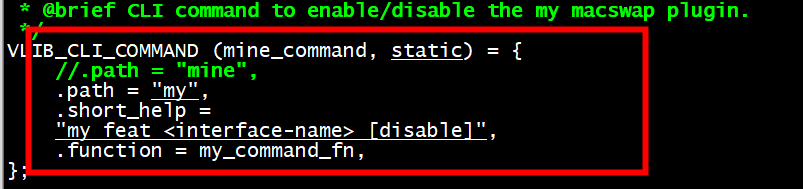 * @brief CLI command to enable/disable the my macswap plugin.
*/
VLIB_CLI_COMMAND (mine_command, static) = {
//.path = "mine",
.path = "my",
.short_help =
"my feat <interface-name> [disable]",
.function = my_command_fn,
};